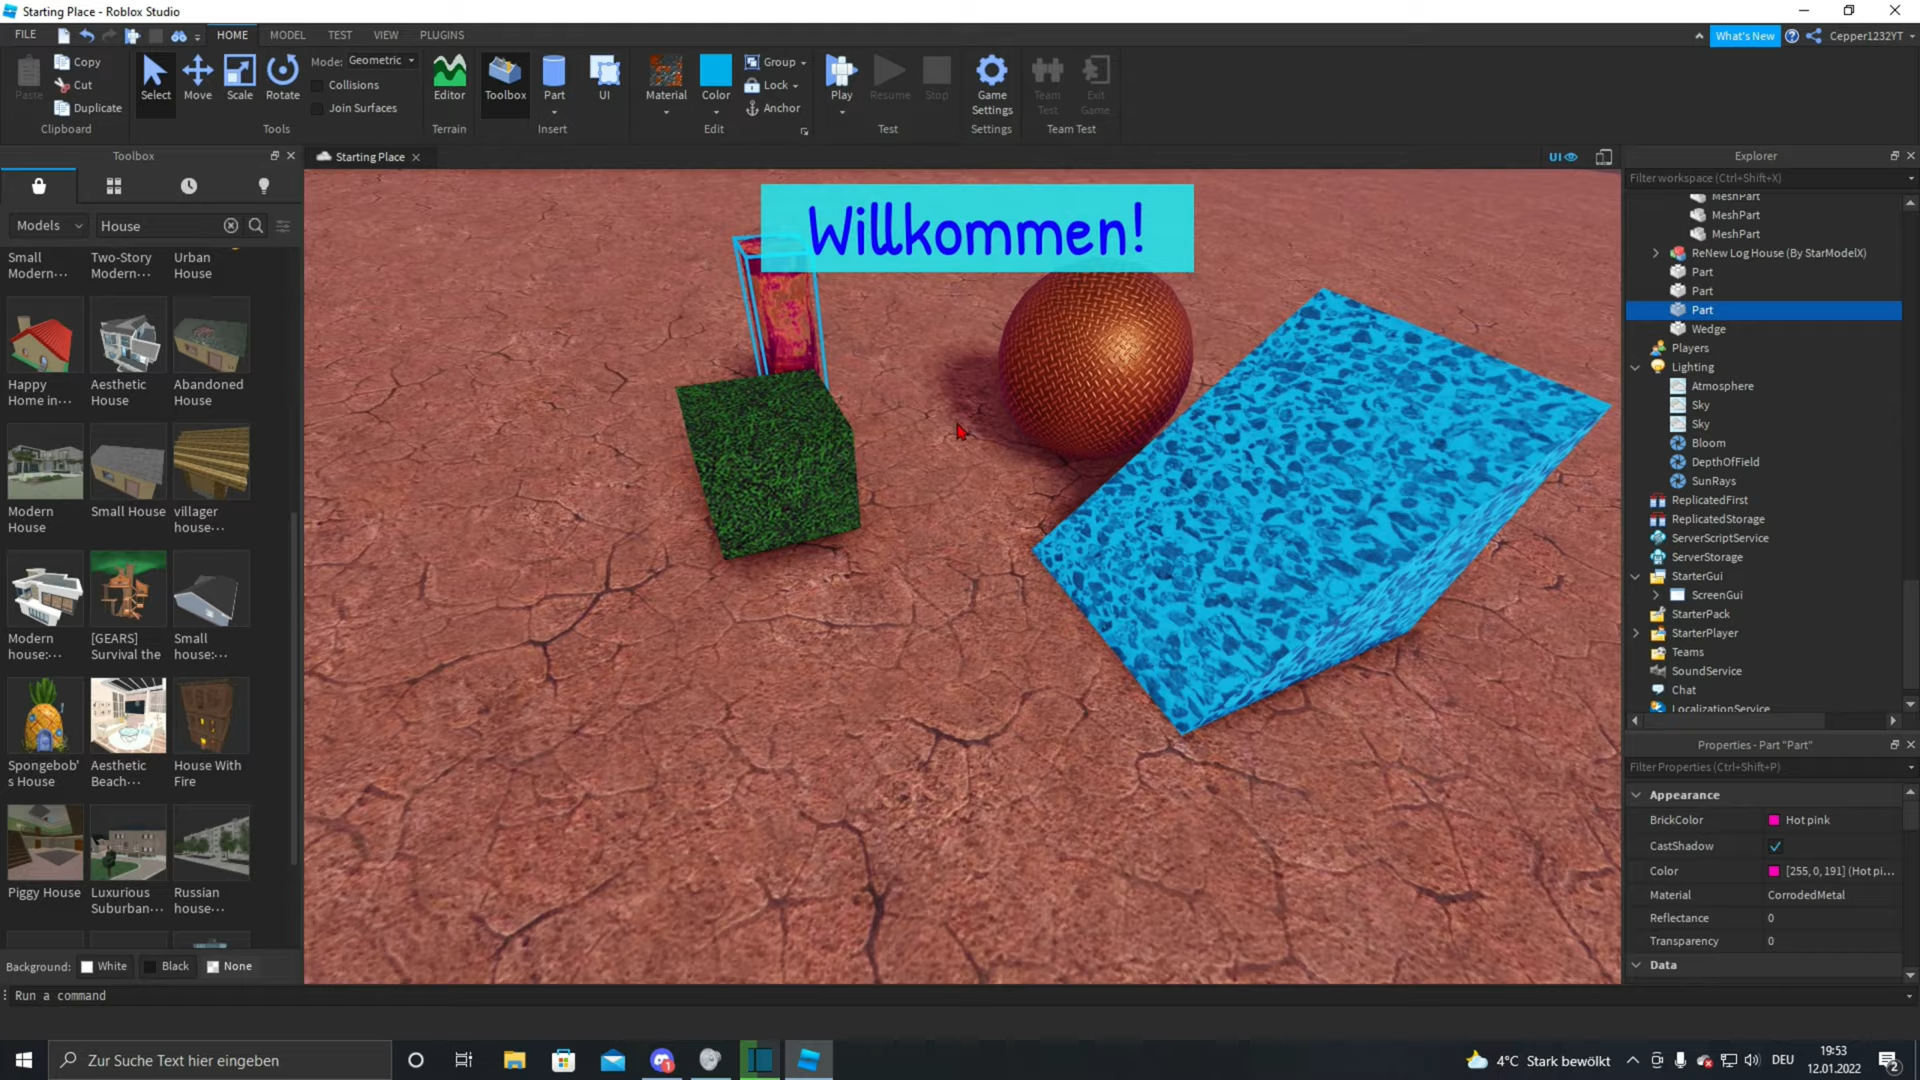 Starting Place - Roblox Studio
FILE HOME MODEL TEST VIEW PLUGINS What's New Cepper1232YT
Paste Copy Cut Duplicate Clipboard
Select Move Scale Rotate Mode: Geometric Collisions Join Surfaces Tools
Editor Terrain
Toolbox Part UI Insert
Material Color Group Lock Anchor Edit
Play Resume Stop Test
Game Settings Settings
Team Test Exit Game Team Test
Toolbox
Models House
Small Modern··· Two-Story Modern··· Urban House
Happy Home in··· Aesthetic House Abandoned House
Modern House Small House villager house···
Modern house:··· [GEARS] Survival the Small house:···
Spongebob's House Aesthetic Beach··· House With Fire
Piggy House Luxurious Suburban··· Russian house···
Background: White Black None
Run a command
Starting Place
UI
Willkommen!
Explorer
Filter workspace (Ctrl+Shift+X)
MeshPart
MeshPart
MeshPart
ReNew Log House (By StarModelX)
Part
Part
Part
Wedge
Players
Lighting
Atmosphere
Sky
Sky
Bloom
DepthOfField
SunRays
ReplicatedFirst
ReplicatedStorage
ServerScriptService
ServerStorage
StarterGui
ScreenGui
StarterPack
StarterPlayer
Teams
SoundService
Chat
LocalizationService
Properties - Part "Part"
Filter Properties (Ctrl+Shift+P)
Appearance
BrickColor Hot pink
CastShadow
Color [255, 0, 191] (Hot pi...
Material CorrodedMetal
Reflectance 0
Transparency 0
Data
Zur Suche Text hier eingeben
1
4°C Stark bewölkt DEU 19:53 12.01.2022 2